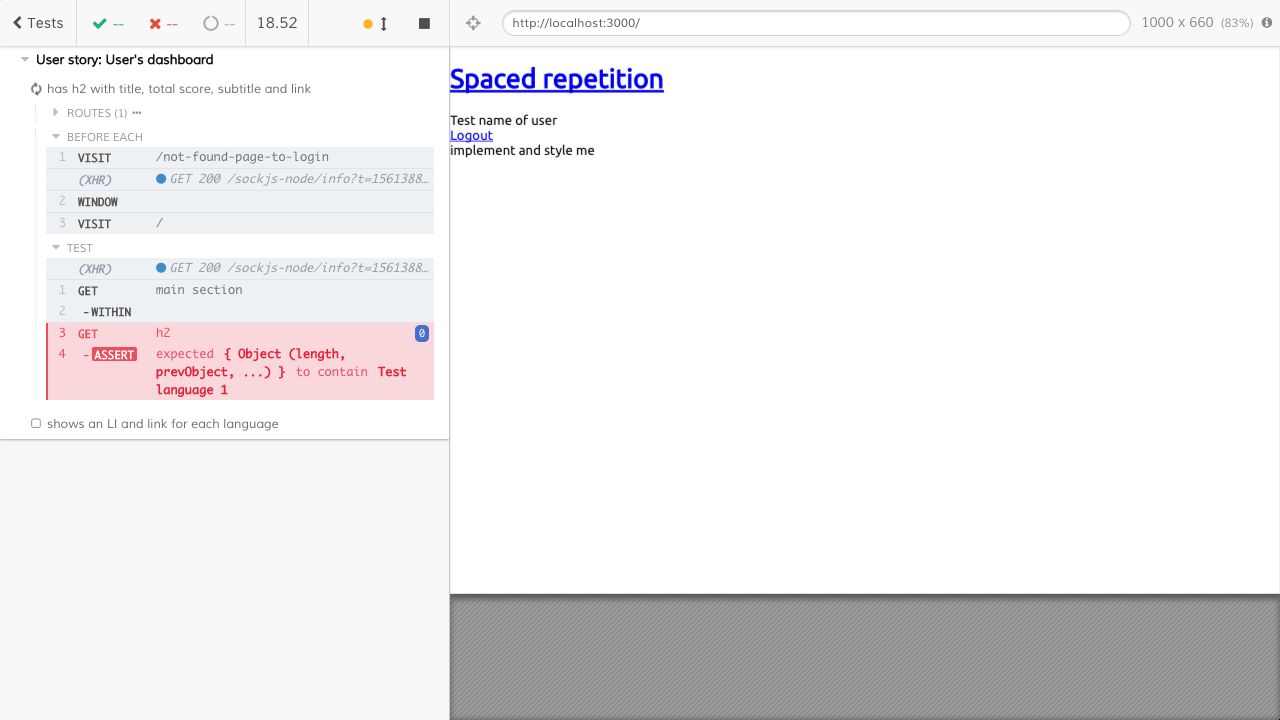 Tests -- -- -- 18.52
User story: User's dashboard
has h2 with title, total score, subtitle and link
ROUTES (1) •••
BEFORE EACH
1 VISIT /not-found-page-to-login
(XHR) GET 200 /sockjs-node/info?t=1561388…
2 WINDOW
3 VISIT /
TEST
(XHR) GET 200 /sockjs-node/info?t=1561388…
1 GET main section
2 -WITHIN
3 GET h2 0
4 -ASSERT expected { Object (length,
prevObject, ...) } to contain Test
language 1
shows an LI and link for each language
http://localhost:3000/ 1000 x 660 (83%)
Spaced repetition
Test name of user
Logout
implement and style me